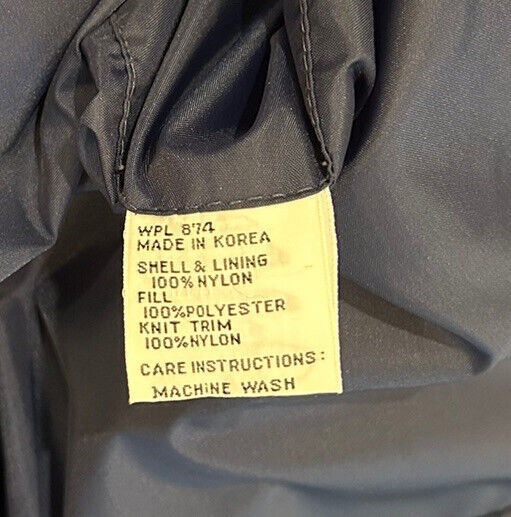 WPL 874
MADE IN KOREA
SHELL & LINING
100% NYLON
FILL
100% POLYESTER
KNIT TRIM
100% NYLON
CARE INSTRUCTIONS:
MACHINE WASH